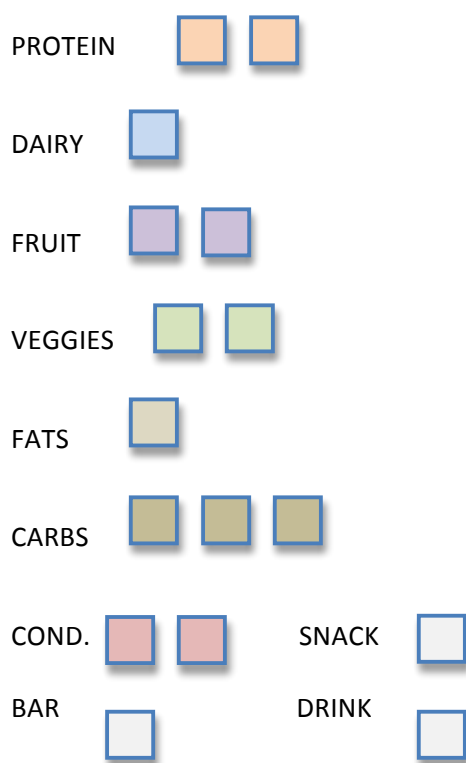 PROTEIN
DAIRY
FRUIT
VEGGIES
FATS
CARBS
COND. SNACK
BAR DRINK